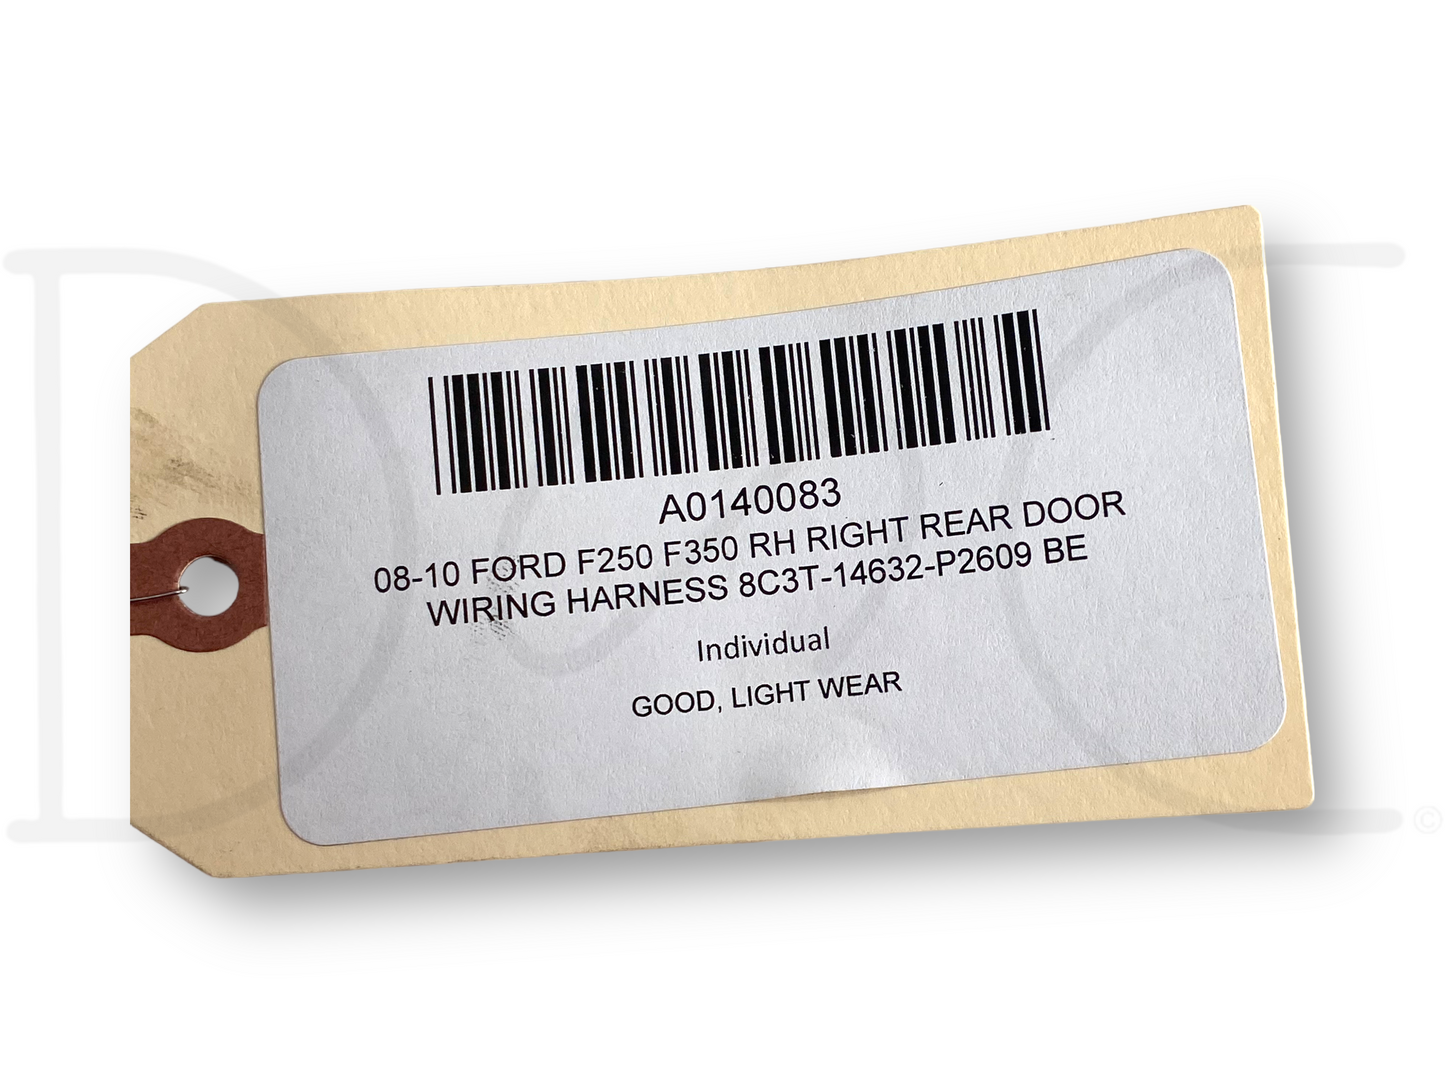 A0140083
08-10 FORD F250 F350 RH RIGHT REAR DOOR
WIRING HARNESS 8C3T-14632-P2609 BE
Individual
GOOD, LIGHT WEAR
©